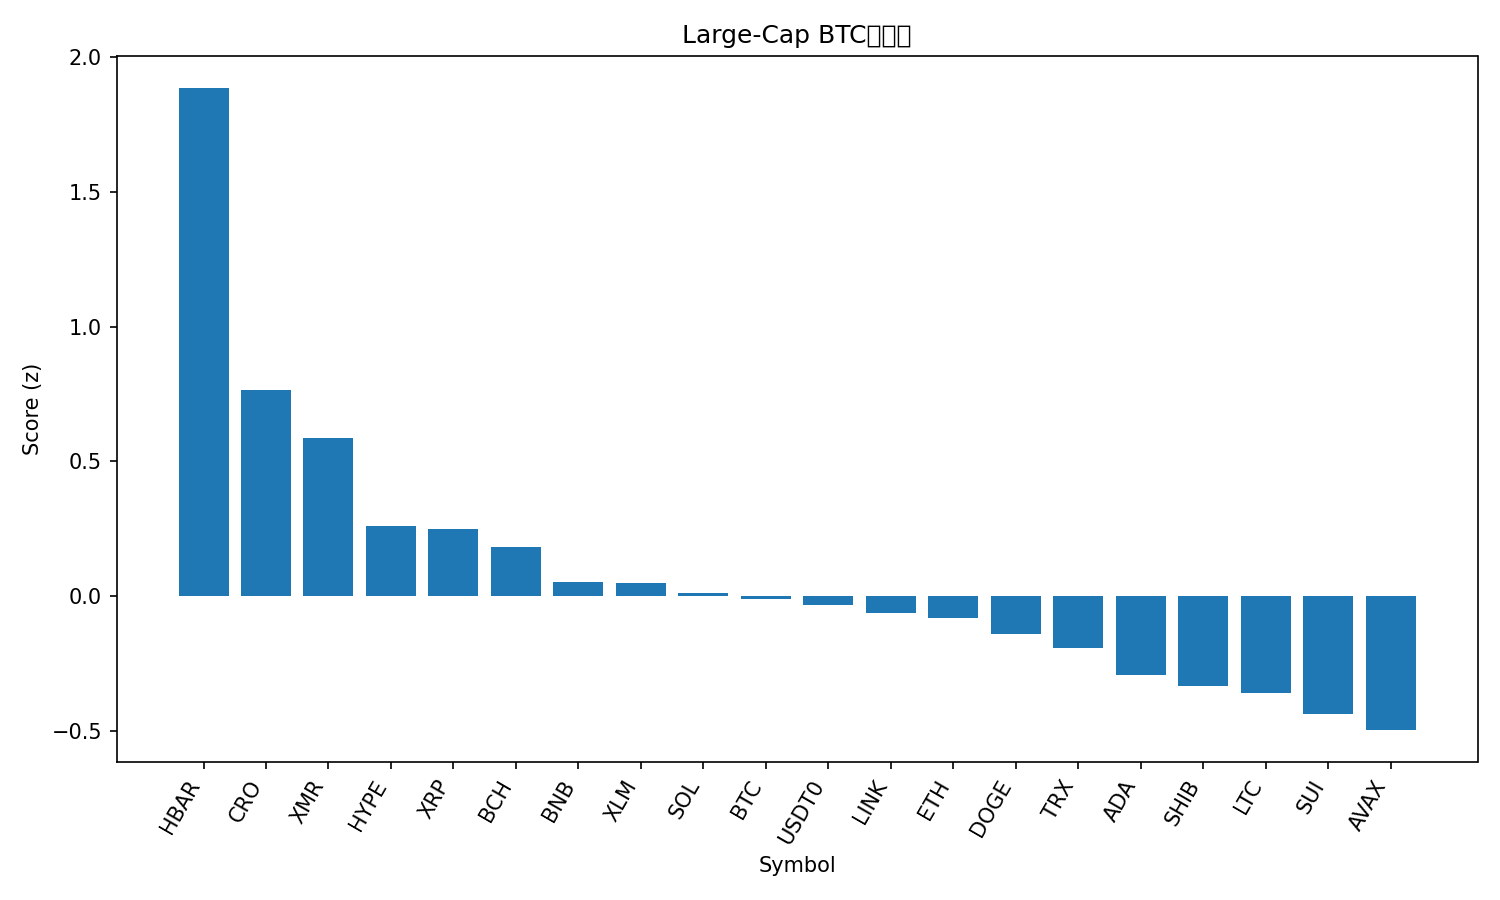 Large-Cap BTC
2.0
1.5
1.0
0.5
0.0
−0.5
Score (z)
HBAR
CRO
XMR
HYPE
XRP
BCH
BNB
XLM
SOL
BTC
USDT0
LINK
ETH
DOGE
TRX
ADA
SHIB
LTC
SUI
AVAX
Symbol